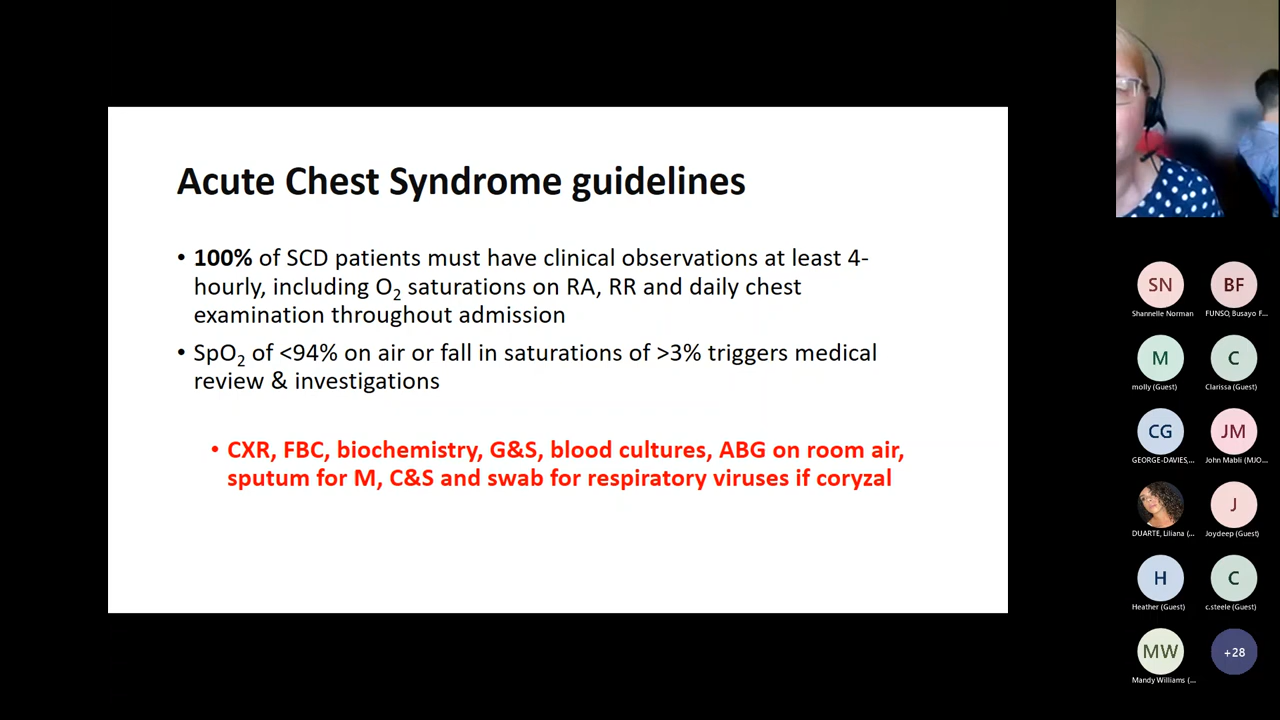 Acute Chest Syndrome guidelines
• 100% of SCD patients must have clinical observations at least 4-
hourly, including O₂ saturations on RA, RR and daily chest
examination throughout admission
• SpO₂ of <94% on air or fall in saturations of >3% triggers medical
review & investigations
• CXR, FBC, biochemistry, G&S, blood cultures, ABG on room air,
sputum for M, C&S and swab for respiratory viruses if coryzal
SN BF
Shannelle Norman FUNSO, Busayo F...
M C
molly (Guest) Clarissa (Guest)
CG JM
GEORGE-DAVIES,... John Mabli (MJO...
J
DUARTE, Liliana (... Joydeep (Guest)
H C
Heather (Guest) c.steele (Guest)
MW +28
Mandy Williams (...